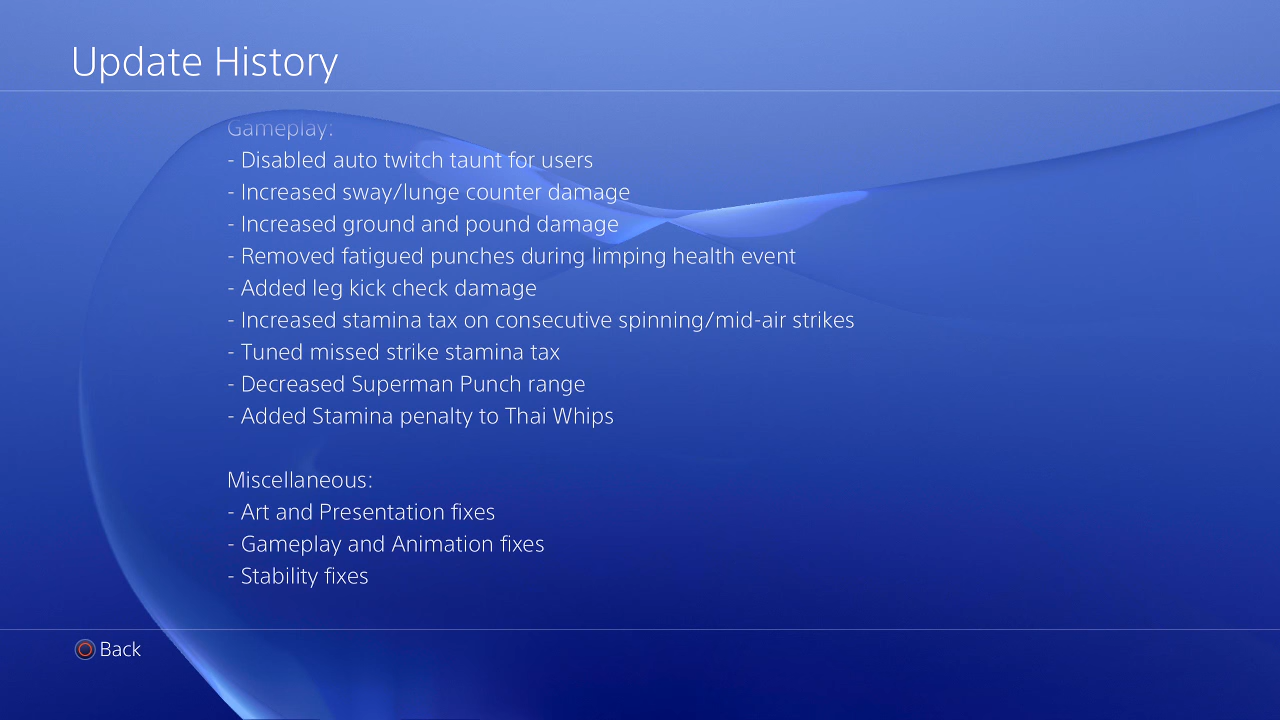 Update History
Gameplay:
- Disabled auto twitch taunt for users
- Increased sway/lunge counter damage
- Increased ground and pound damage
- Removed fatigued punches during limping health event
- Added leg kick check damage
- Increased stamina tax on consecutive spinning/mid-air strikes
- Tuned missed strike stamina tax
- Decreased Superman Punch range
- Added Stamina penalty to Thai Whips
Miscellaneous:
- Art and Presentation fixes
- Gameplay and Animation fixes
- Stability fixes
Back